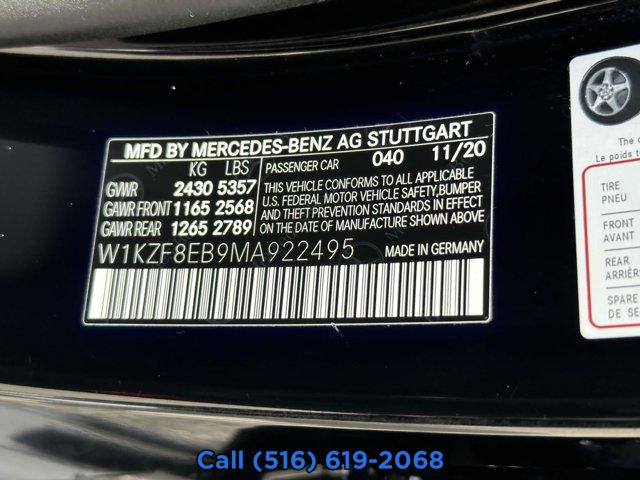 MFD BY MERCEDES-BENZ AG STUTTGART
KG LBS
PASSENGER CAR 040 11/20
GVWR 2430 5357
GAWR FRONT 1165 2568
GAWR REAR 1265 2789
THIS VEHICLE CONFORMS TO ALL APPLICABLE
U.S. FEDERAL MOTOR VEHICLE SAFETY, BUMPER
AND THEFT PREVENTION STANDARDS IN EFFECT
ON THE DATE OF MANUFACTURE SHOWN ABOVE
W1KZF8EB9MA922495 MADE IN GERMANY
The c
Le poids t
TIRE
PNEU
FRONT
AVANT
REAR
ARRIÈR
SPARE
DE SE
Call (516) 619-2068